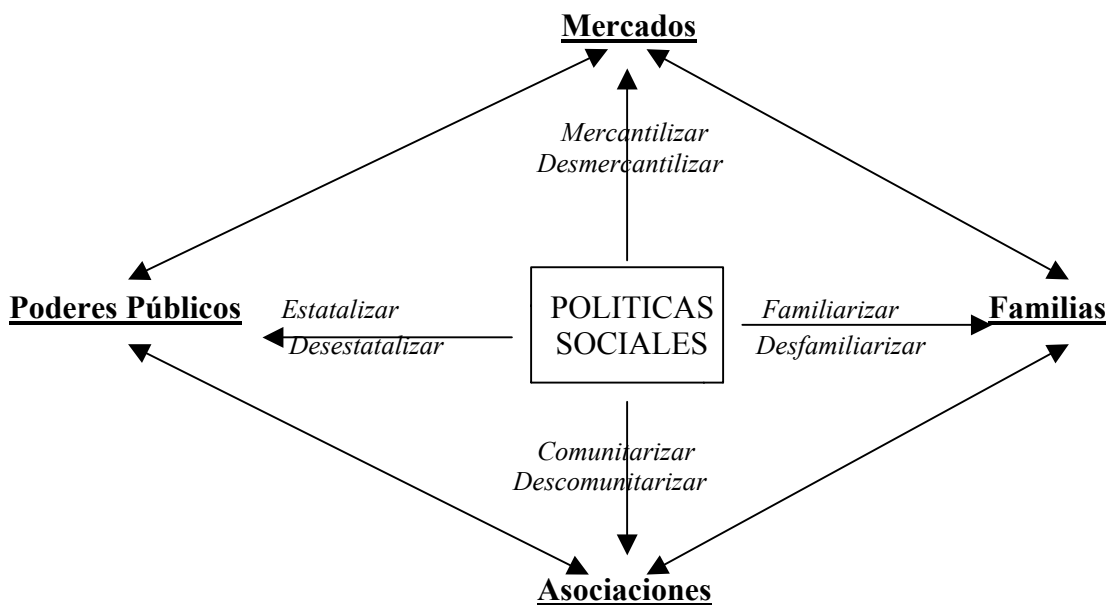 Mercados
Mercantilizar
Desmercantilizar
Poderes Públicos
Estatalizar
Desestatalizar
POLITICAS
SOCIALES
Familiarizar
Desfamiliarizar
Familias
Comunitarizar
Descomunitarizar
Asociaciones